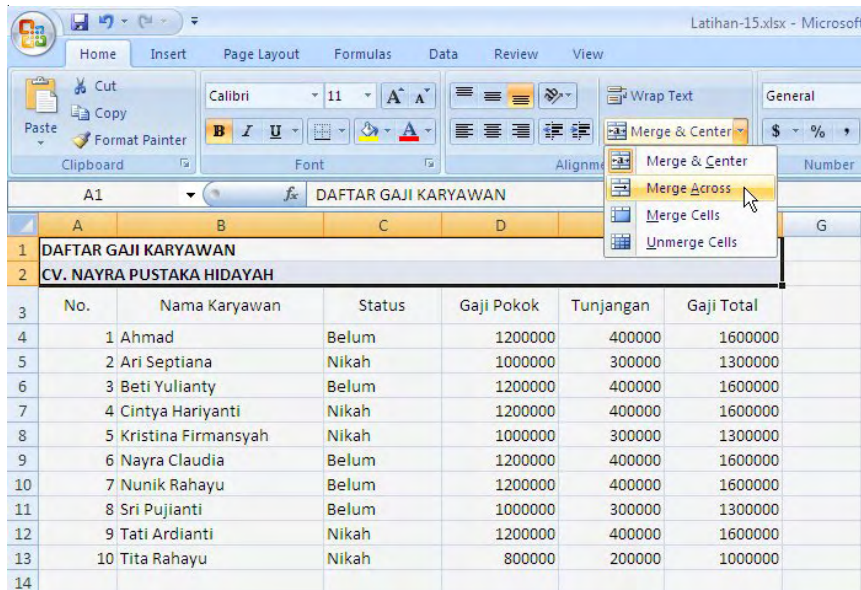 Latihan-15.xlsx - Microsoft
Home Insert Page Layout Formulas Data Review View
Paste
Cut
Copy
Format Painter
Clipboard
Calibri 11 A A
B I U A
Font
Wrap Text
Merge & Center
Alignme
General
$ % ,
Number
Merge & Center
Merge Across
Merge Cells
Unmerge Cells
A1 fx DAFTAR GAJI KARYAWAN
A B C D G
1 DAFTAR GAJI KARYAWAN
2 CV. NAYRA PUSTAKA HIDAYAH
3 No. Nama Karyawan Status Gaji Pokok Tunjangan Gaji Total
4 1 Ahmad Belum 1200000 400000 1600000
5 2 Ari Septiana Nikah 1000000 300000 1300000
6 3 Beti Yulianty Belum 1200000 400000 1600000
7 4 Cintya Hariyanti Nikah 1200000 400000 1600000
8 5 Kristina Firmansyah Nikah 1000000 300000 1300000
9 6 Nayra Claudia Belum 1200000 400000 1600000
10 7 Nunik Rahayu Belum 1200000 400000 1600000
11 8 Sri Pujianti Belum 1000000 300000 1300000
12 9 Tati Ardianti Nikah 1200000 400000 1600000
13 10 Tita Rahayu Nikah 800000 200000 1000000
14